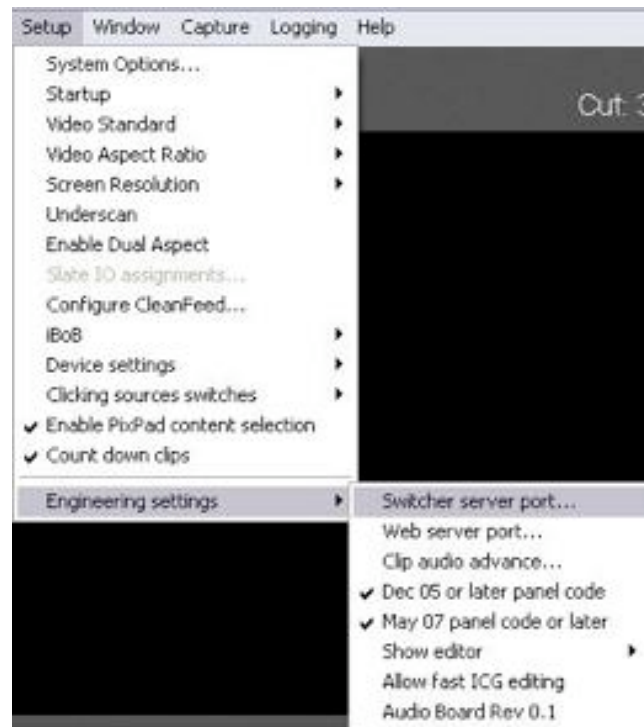 Setup Window Capture Logging Help
System Options...
Startup
Video Standard
Video Aspect Ratio
Screen Resolution
Underscan
Enable Dual Aspect
Slate IO assignments...
Configure CleanFeed...
iBoB
Device settings
Clicking sources switches
Enable PixPad content selection
Count down clips
Engineering settings
Cut: 3
Switcher server port...
Web server port...
Clip audio advance...
Dec 05 or later panel code
May 07 panel code or later
Show editor
Allow fast ICG editing
Audio Board Rev 0.1